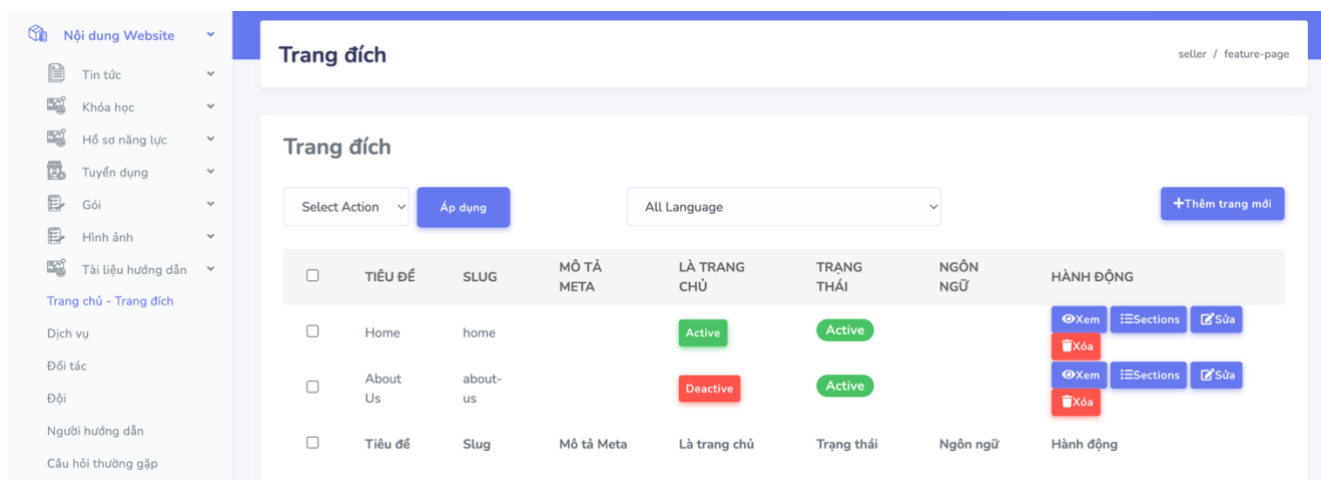 Nội dung Website
Tin tức
Khóa học
Hồ sơ năng lực
Tuyển dụng
Gói
Hình ảnh
Tài liệu hướng dẫn
Trang chủ - Trang đích
Dịch vụ
Đối tác
Đội
Người hướng dẫn
Câu hỏi thường gặp
Trang đích
seller / feature-page
Trang đích
Select Action
Áp dụng
All Language
+Thêm trang mới
TIÊU ĐỀ SLUG MÔ TẢ META LÀ TRANG CHỦ TRẠNG THÁI NGÔN NGỮ HÀNH ĐỘNG
Home home Active Active Xem Sections Sửa
Xóa
About Us about-us Deactive Active Xem Sections Sửa
Xóa
Tiêu đề Slug Mô tả Meta Là trang chủ Trạng thái Ngôn ngữ Hành động